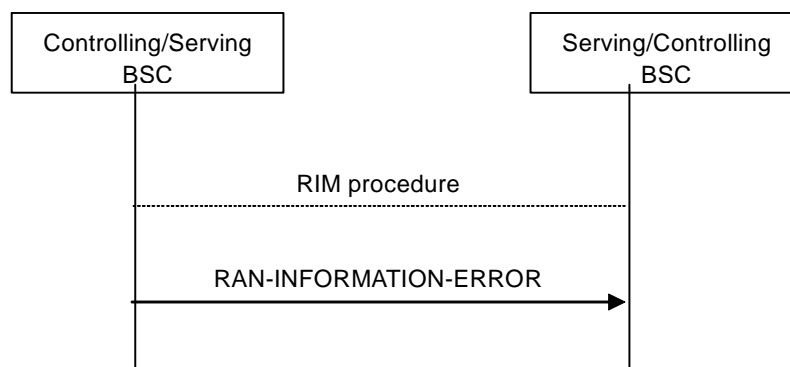 Controlling/Serving
BSC
Serving/Controlling
BSC
RIM procedure
RAN-INFORMATION-ERROR